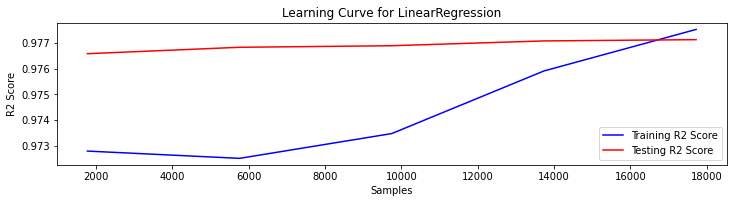 Learning Curve for LinearRegression
R2 Score
0.977
0.976
0.975
0.974
0.973
2000 4000 6000 8000 10000 12000 14000 16000 18000
Samples
Training R2 Score
Testing R2 Score